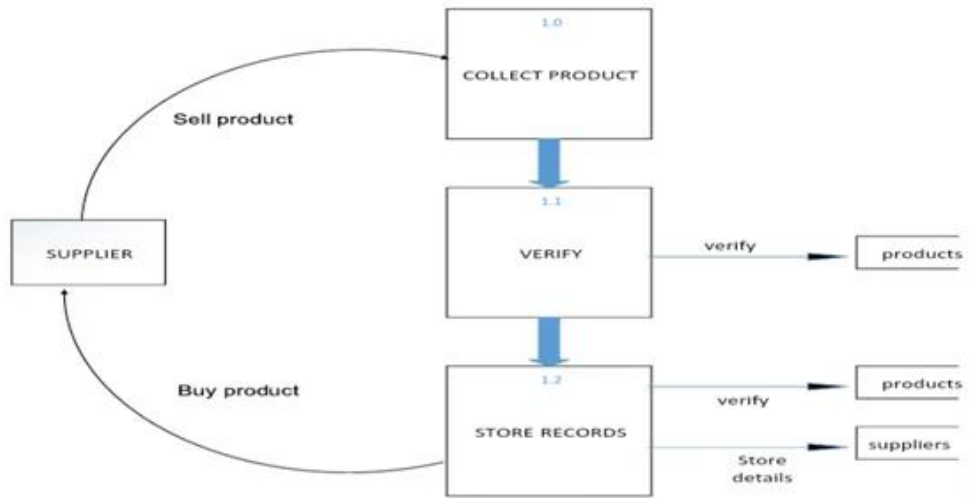 1.0
COLLECT PRODUCT
Sell product
1.1
SUPPLIER
VERIFY
verify
products
1.2
Buy product
STORE RECORDS
verify
products
Store
details
suppliers